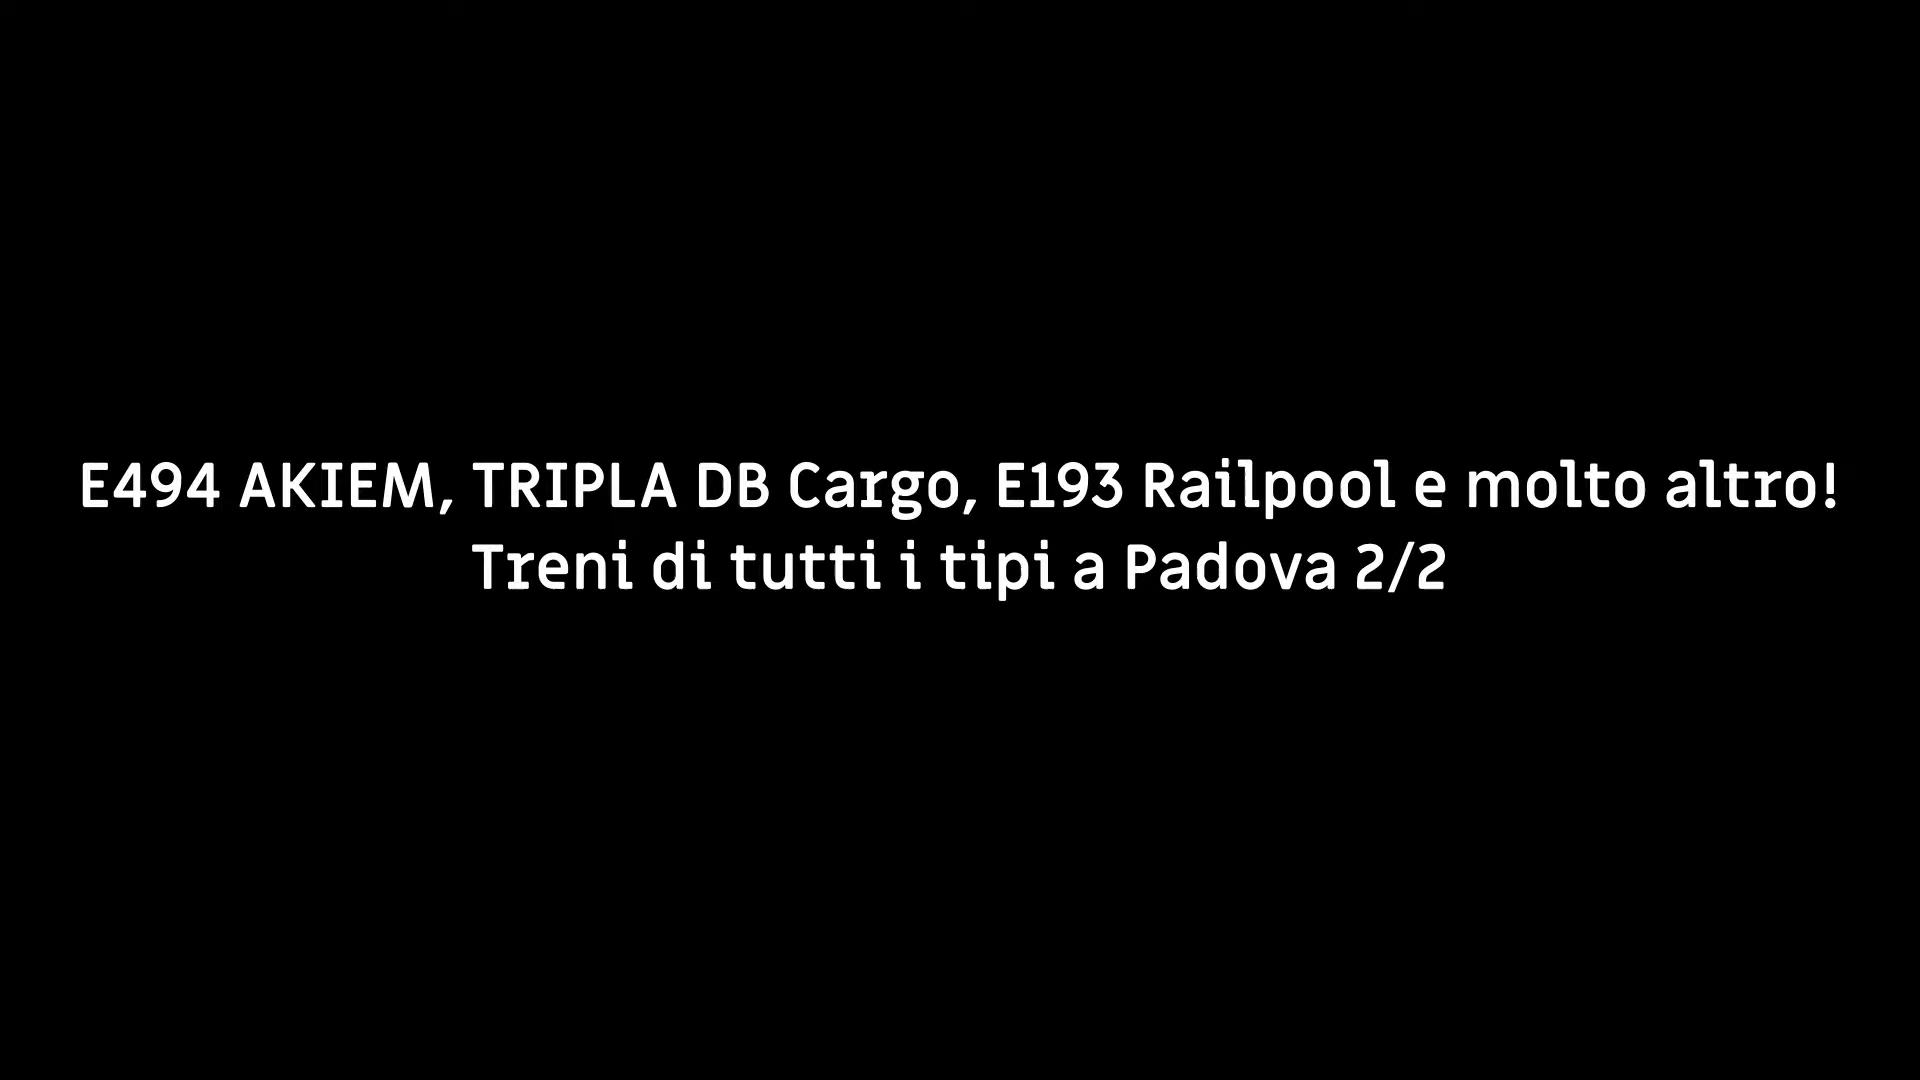 E494 AKIEM, TRIPLA DB Cargo, E193 Railpool e molto altro!
Treni di tutti i tipi a Padova 2/2